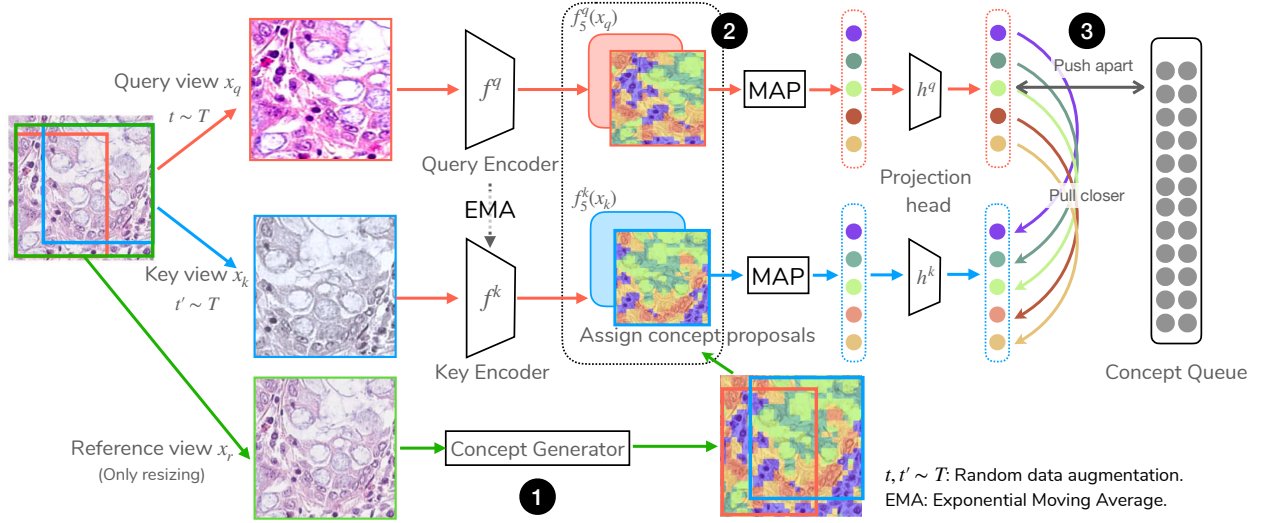 f₅^q(x_q)
2
3
Query view x_q
t ∼ T
f^q
MAP
h^q
Push apart
Query Encoder
Projection
head
EMA
f₅^k(x_k)
Pull closer
Key view x_k
t′ ∼ T
f^k
MAP
h^k
Assign concept proposals
Key Encoder
Concept Queue
Reference view x_r
(Only resizing)
Concept Generator
1
t, t′ ∼ T: Random data augmentation.
EMA: Exponential Moving Average.